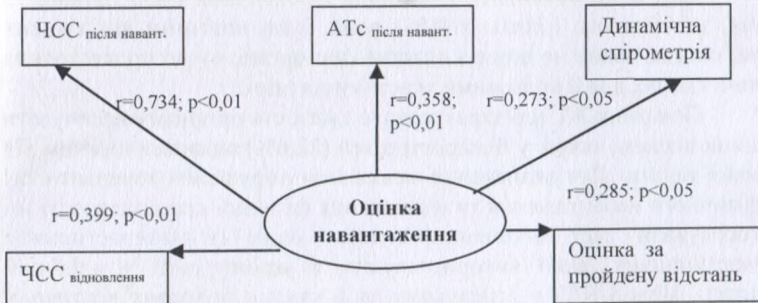 ЧСС після навант.
АТс після навант.
Динамічна
спірометрія
r=0,734; p<0,01
r=0,358;
p<0,01
r=0,273; p<0,05
r=0,399; p<0,01
Оцінка
навантаження
r=0,285, p<0,05
ЧСС відновлення
Оцінка за
пройдену відстань